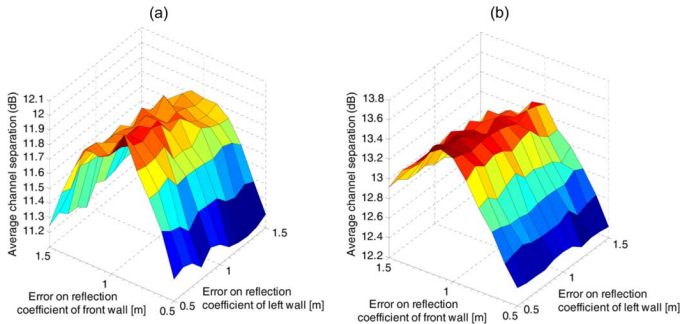 (a)
Average channel separation (dB)
12.1
12
11.9
11.8
11.7
11.6
11.5
11.4
11.3
11.2
1.5
1
0.5
Error on reflection
coefficient of front wall [m]
1.5
1
0.5
Error on reflection
coefficient of left wall [m]
(b)
Average channel separation (dB)
13.8
13.6
13.4
13.2
13
12.8
12.6
12.4
12.2
1.5
1
0.5
Error on reflection
coefficient of front wall [m]
1.5
1
0.5
Error on reflection
coefficient of left wall [m]